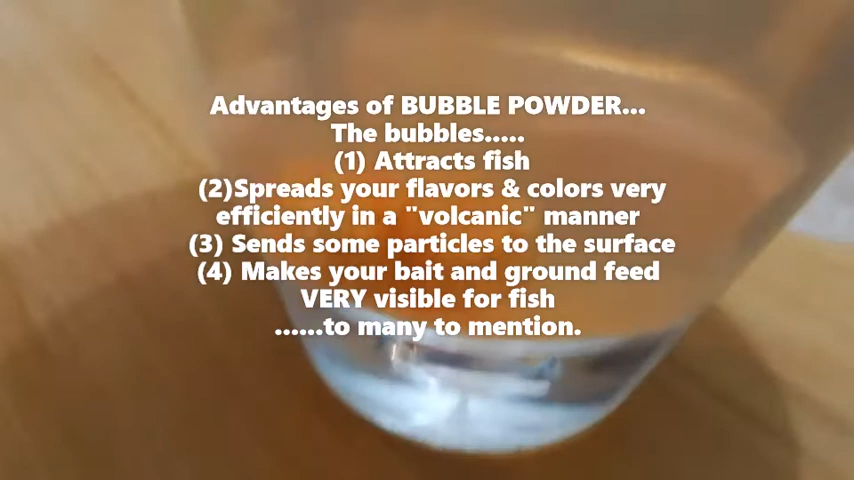 Advantages of BUBBLE POWDER...
The bubbles.....
(1) Attracts fish
(2)Spreads your flavors & colors very
efficiently in a "volcanic" manner
(3) Sends some particles to the surface
(4) Makes your bait and ground feed
VERY visible for fish
......to many to mention.